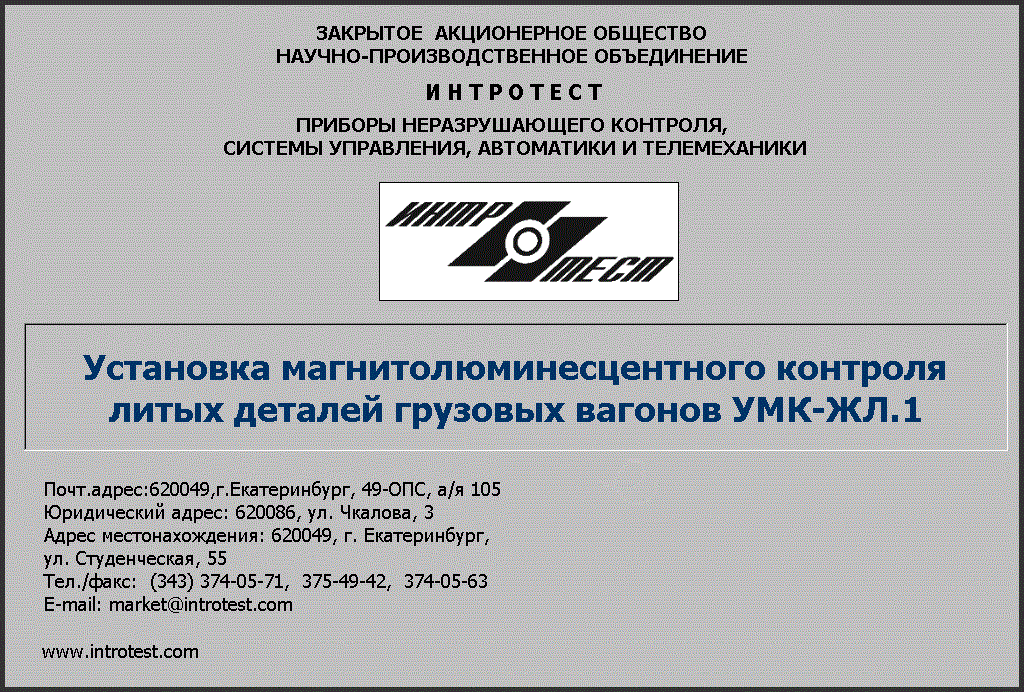 ЗАКРЫТОЕ АКЦИОНЕРНОЕ ОБЩЕСТВО
НАУЧНО-ПРОИЗВОДСТВЕННОЕ ОБЪЕДИНЕНИЕ
И Н Т Р О Т Е С Т
ПРИБОРЫ НЕРАЗРУШАЮЩЕГО КОНТРОЛЯ,
СИСТЕМЫ УПРАВЛЕНИЯ, АВТОМАТИКИ И ТЕЛЕМЕХАНИКИ
ИНТР
ТЕСТ
Установка магнитолюминесцентного контроля
литых деталей грузовых вагонов УМК-ЖЛ.1
Почт.адрес:620049,г.Екатеринбург, 49-ОПС, а/я 105
Юридический адрес: 620086, ул. Чкалова, 3
Адрес местонахождения: 620049, г. Екатеринбург,
ул. Студенческая, 55
Тел./факс: (343) 374-05-71, 375-49-42, 374-05-63
E-mail: market@introtest.com
www.introtest.com